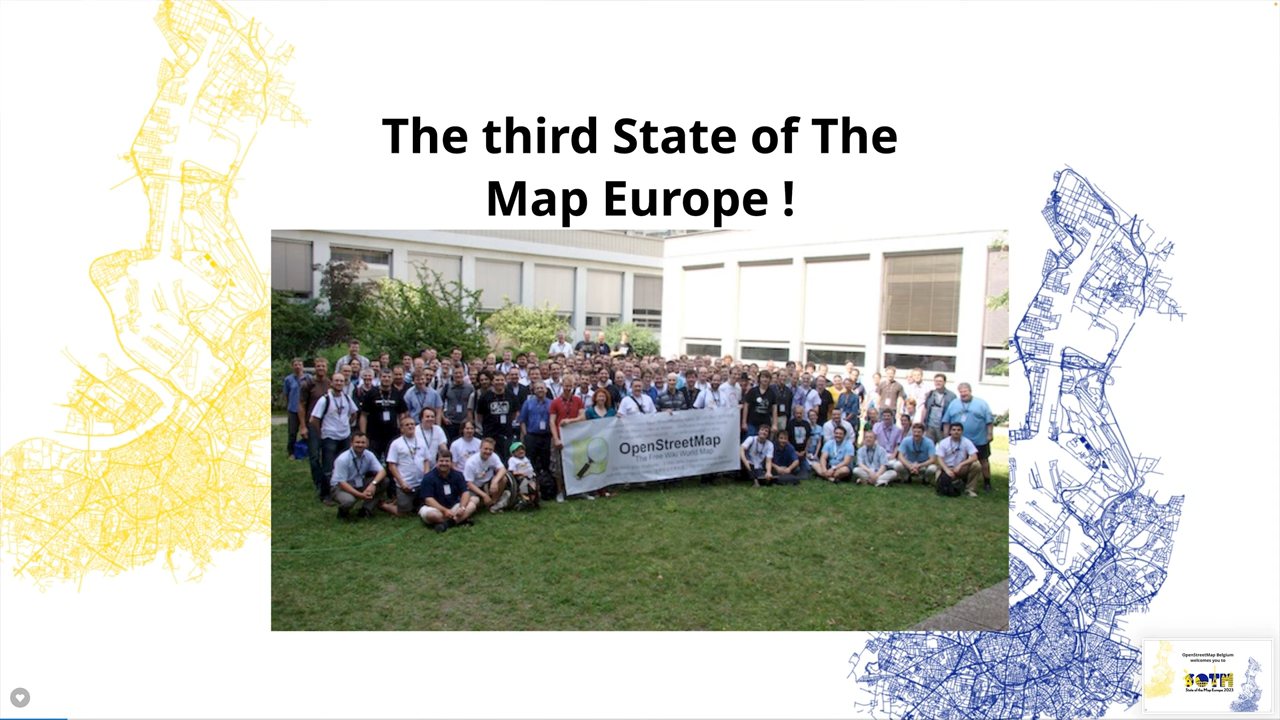 The third State of The
Map Europe !
OpenStreetMap
The Free Wiki World Map
OpenStreetMap Belgium
welcomes you to
SOTM
State of the Map Europe 2023